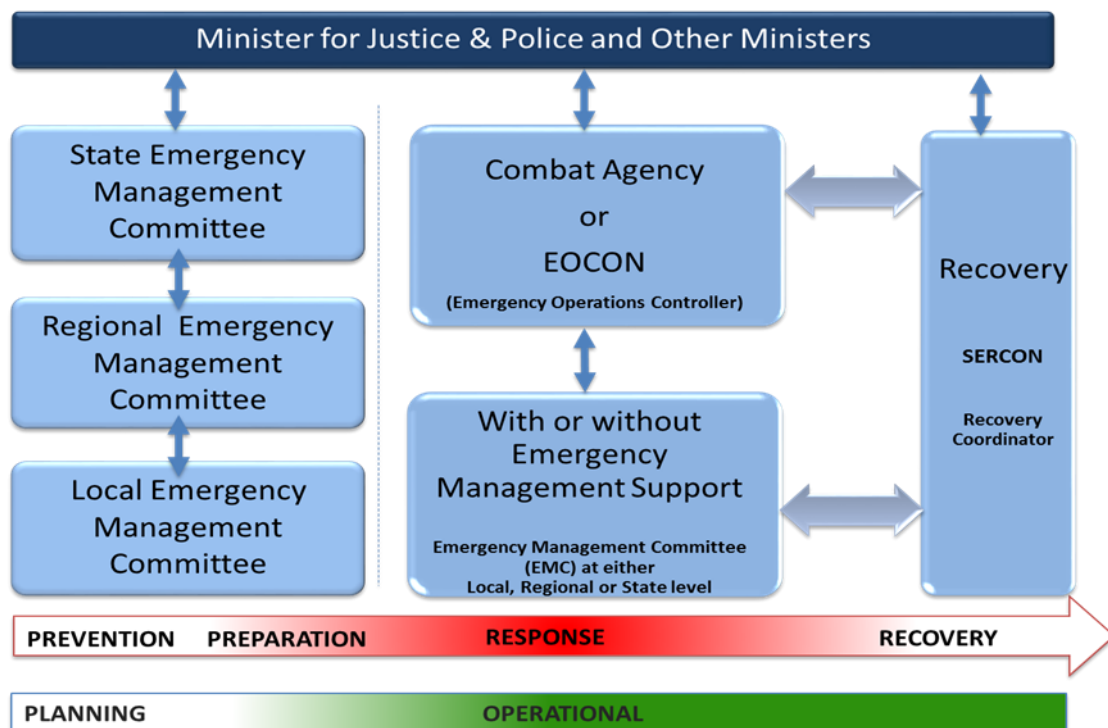 Minister for Justice & Police and Other Ministers
State Emergency
Management
Committee
Regional Emergency
Management
Committee
Local Emergency
Management
Committee
Combat Agency
or
EOCON
(Emergency Operations Controller)
With or without
Emergency
Management Support
Emergency Management Committee
(EMC) at either
Local, Regional or State level
Recovery
SERCON
Recovery
Coordinator
PREVENTION PREPARATION RESPONSE RECOVERY
PLANNING OPERATIONAL